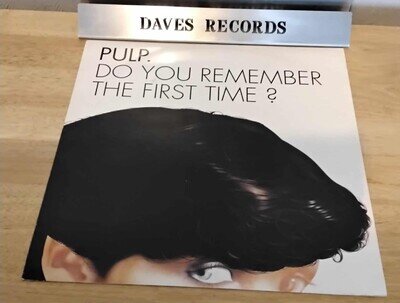 DAVES RECORDS
PULP.
DO YOU REMEMBER
THE FIRST TIME ?